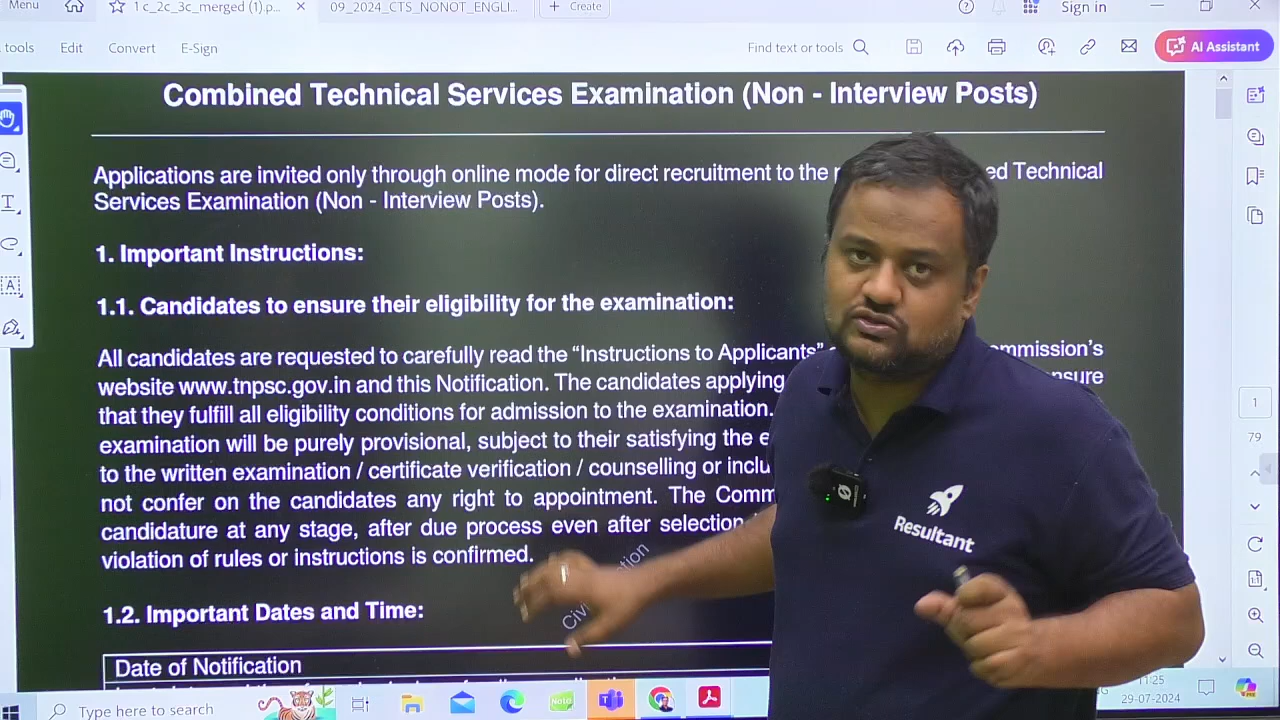 Menu
1 c_2c_3c_merged (1).p...
09_2024_CTS_NONOT_ENGLI...
+ Create
Sign in
tools Edit Convert E-Sign
Find text or tools
AI Assistant
Combined Technical Services Examination (Non - Interview Posts)
Applications are invited only through online mode for direct recruitment to the
ed Technical
Services Examination (Non - Interview Posts).
1. Important Instructions:
1.1. Candidates to ensure their eligibility for the examination:
All candidates are requested to carefully read the “Instructions to Applicants”
mmission’s
website www.tnpsc.gov.in and this Notification. The candidates applying
nsure
that they fulfill all eligibility conditions for admission to the examination.
examination will be purely provisional, subject to their satisfying the e
to the written examination / certificate verification / counselling or inclu
not confer on the candidates any right to appointment. The Comm
candidature at any stage, after due process even after selection
violation of rules or instructions is confirmed.
1.2. Important Dates and Time:
Date of Notification
Resultant
1
79
Type here to search
11:25
29-07-2024